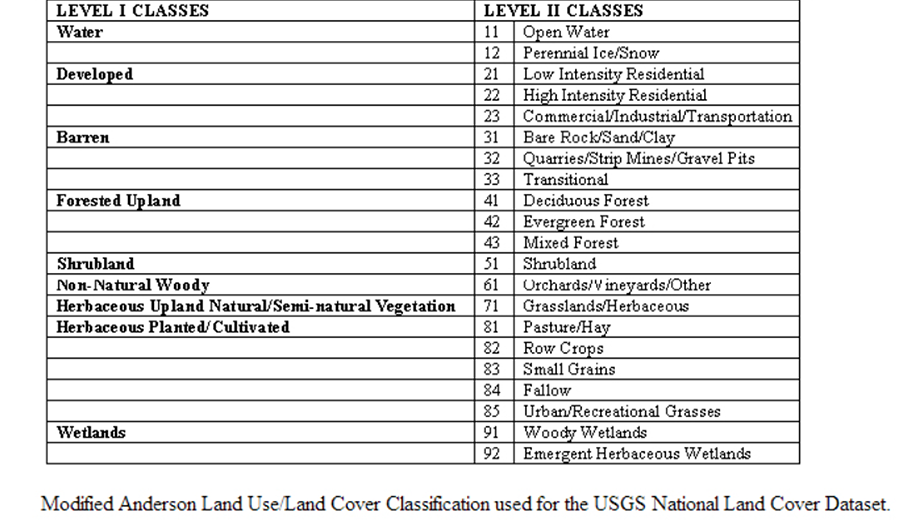 LEVEL I CLASSES LEVEL II CLASSES
Water 11 Open Water
12 Perennial Ice/Snow
Developed 21 Low Intensity Residential
22 High Intensity Residential
23 Commercial/Industrial/Transportation
Barren 31 Bare Rock/Sand/Clay
32 Quarries/Strip Mines/Gravel Pits
33 Transitional
Forested Upland 41 Deciduous Forest
42 Evergreen Forest
43 Mixed Forest
Shrubland 51 Shrubland
Non-Natural Woody 61 Orchards/Vineyards/Other
Herbaceous Upland Natural/Semi-natural Vegetation 71 Grasslands/Herbaceous
Herbaceous Planted/Cultivated 81 Pasture/Hay
82 Row Crops
83 Small Grains
84 Fallow
85 Urban/Recreational Grasses
Wetlands 91 Woody Wetlands
92 Emergent Herbaceous Wetlands
Modified Anderson Land Use/Land Cover Classification used for the USGS National Land Cover Dataset.